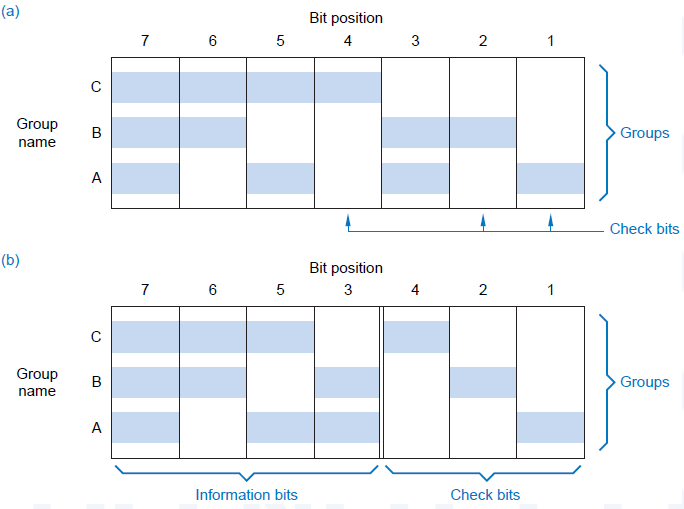 (a)
Bit position
7 6 5 4 3 2 1
C
Group
name
B
A
Groups
Check bits
(b)
Bit position
7 6 5 3 4 2 1
C
Group
name
B
A
Groups
Information bits
Check bits